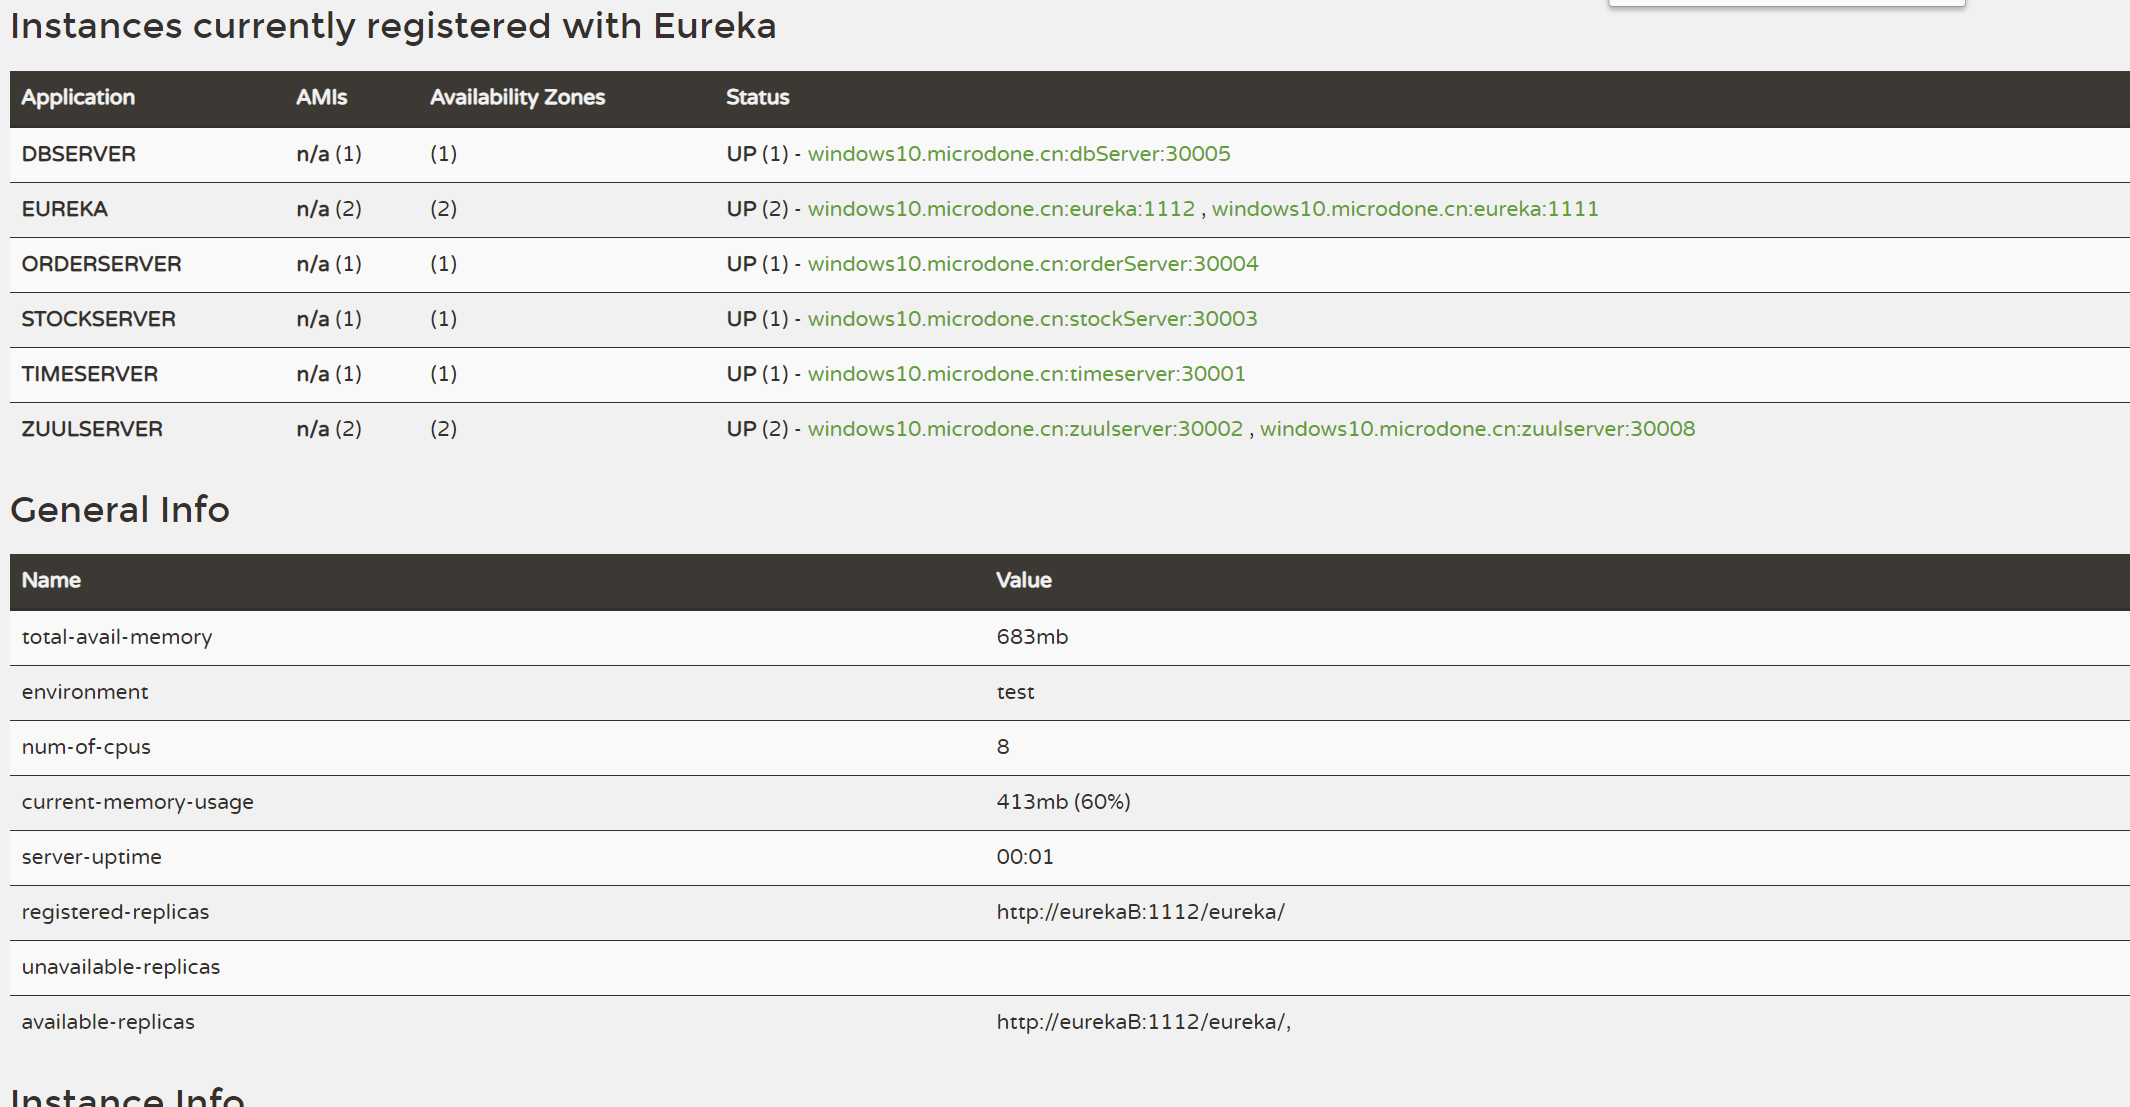 Instances currently registered with Eureka
Application AMIs Availability Zones Status
DBSERVER n/a (1) (1) UP (1) - windows10.microdone.cn:dbServer:30005
EUREKA n/a (2) (2) UP (2) - windows10.microdone.cn:eureka:1112 , windows10.microdone.cn:eureka:1111
ORDERSERVER n/a (1) (1) UP (1) - windows10.microdone.cn:orderServer:30004
STOCKSERVER n/a (1) (1) UP (1) - windows10.microdone.cn:stockServer:30003
TIMESERVER n/a (1) (1) UP (1) - windows10.microdone.cn:timeserver:30001
ZUULSERVER n/a (2) (2) UP (2) - windows10.microdone.cn:zuulserver:30002 , windows10.microdone.cn:zuulserver:30008
General Info
Name Value
total-avail-memory 683mb
environment test
num-of-cpus 8
current-memory-usage 413mb (60%)
server-uptime 00:01
registered-replicas http://eurekaB:1112/eureka/
unavailable-replicas
available-replicas http://eurekaB:1112/eureka/,
Instance Info